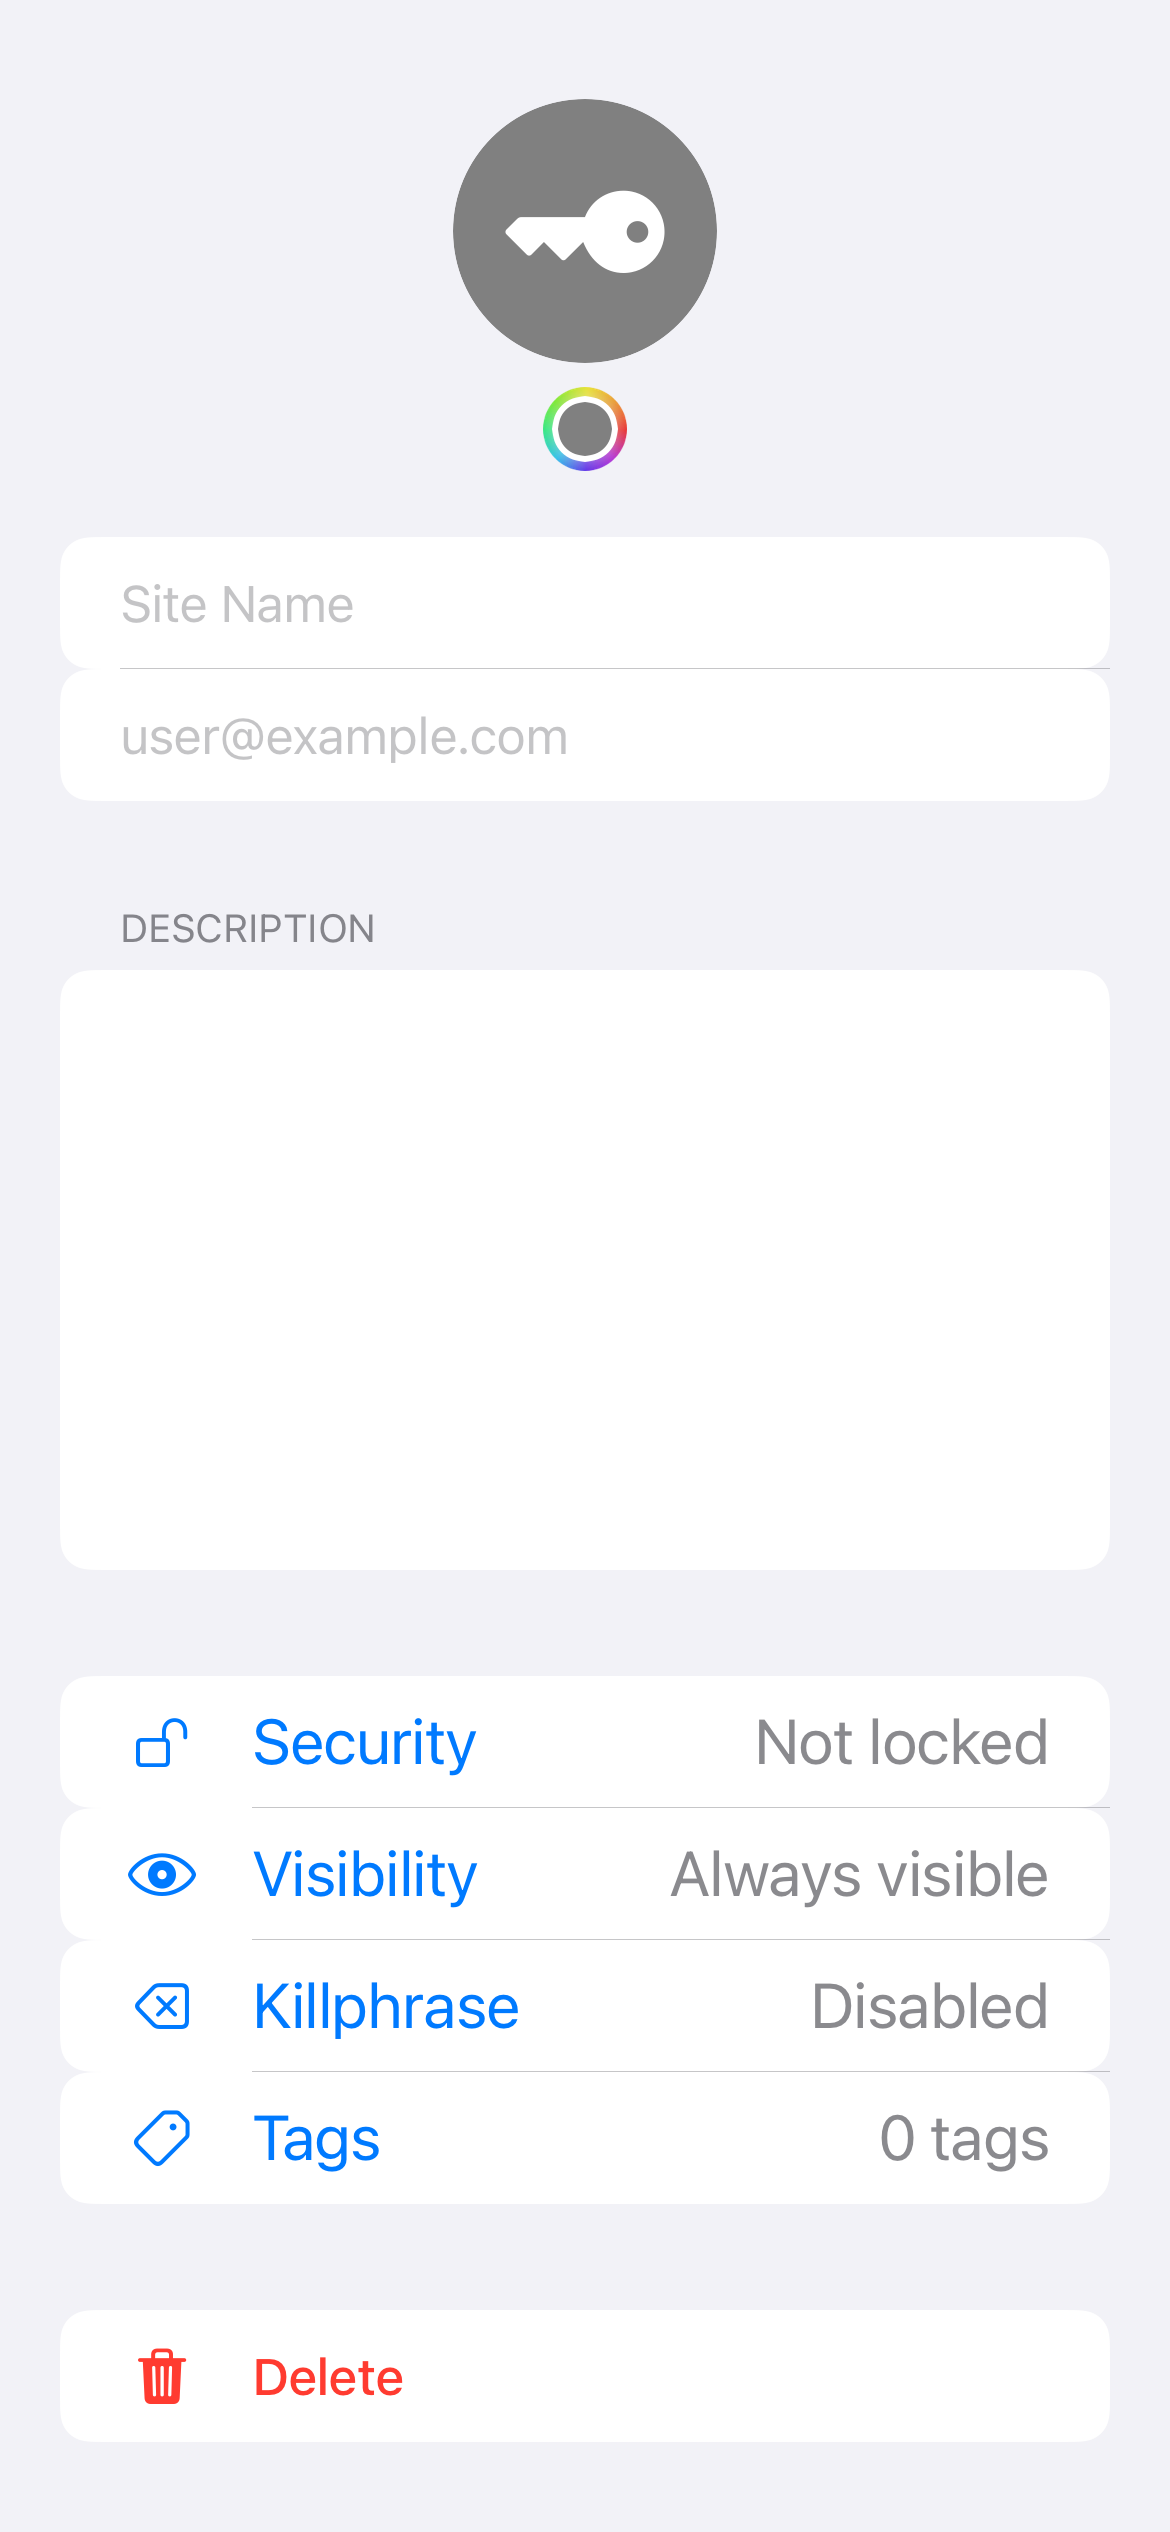 Site Name
user@example.com
DESCRIPTION
Security Not locked
Visibility Always visible
Killphrase Disabled
Tags 0 tags
Delete